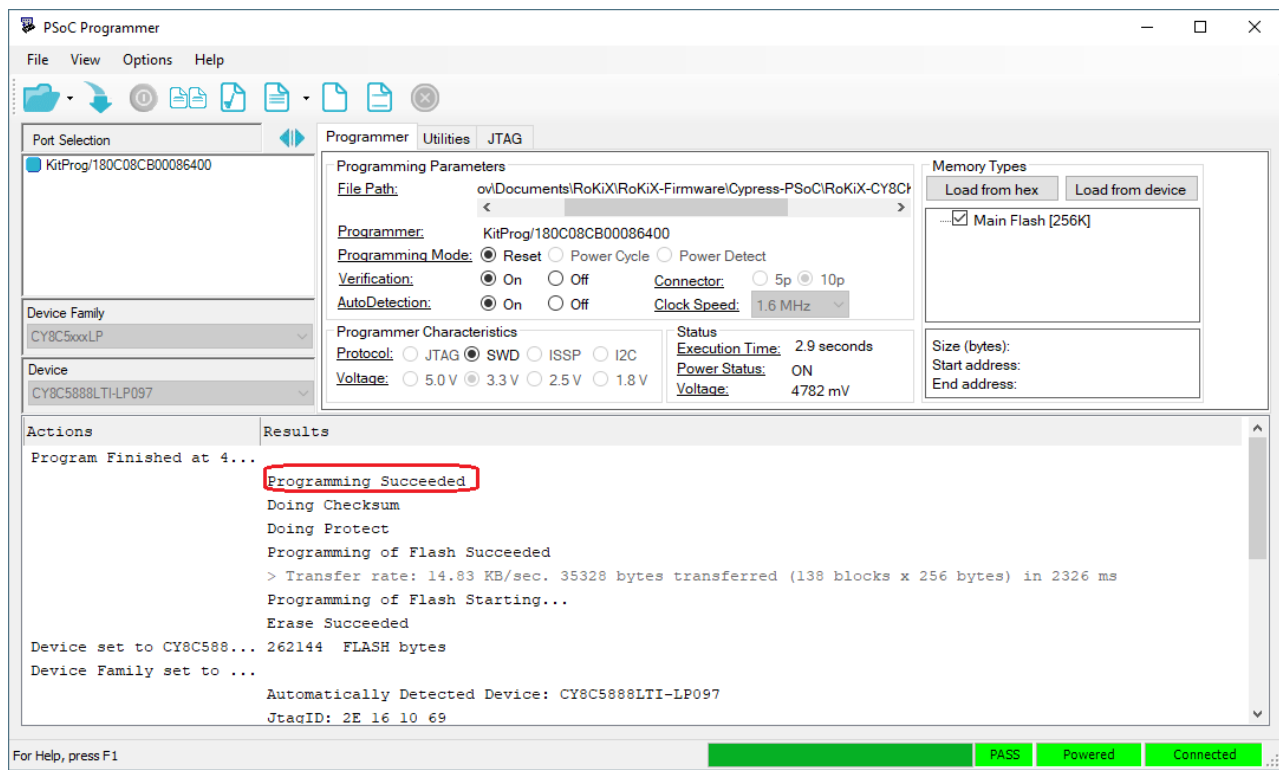 PSoC Programmer
File View Options Help
Port Selection
KitProg/180C08CB00086400
Device Family
CY8C5xxxLP
Device
CY8C5888LTI-LP097
Programmer Utilities JTAG
Programming Parameters
File Path: ov\Documents\RoKiX\RoKiX-Firmware\Cypress-PSoC\RoKiX-CY8CK
Programmer: KitProg/180C08CB00086400
Programming Mode: Reset Power Cycle Power Detect
Verification: On Off Connector: 5p 10p
AutoDetection: On Off Clock Speed: 1.6 MHz
Programmer Characteristics
Protocol: JTAG SWD ISSP I2C
Voltage: 5.0 V 3.3 V 2.5 V 1.8 V
Status
Execution Time: 2.9 seconds
Power Status: ON
Voltage: 4782 mV
Memory Types
Load from hex Load from device
Main Flash [256K]
Size (bytes):
Start address:
End address:
Actions Results
Program Finished at 4...
Programming Succeeded
Doing Checksum
Doing Protect
Programming of Flash Succeeded
> Transfer rate: 14.83 KB/sec. 35328 bytes transferred (138 blocks x 256 bytes) in 2326 ms
Programming of Flash Starting...
Erase Succeeded
Device set to CY8C588... 262144 FLASH bytes
Device Family set to ...
Automatically Detected Device: CY8C5888LTI-LP097
JtagID: 2E 16 10 69
For Help, press F1 PASS Powered Connected